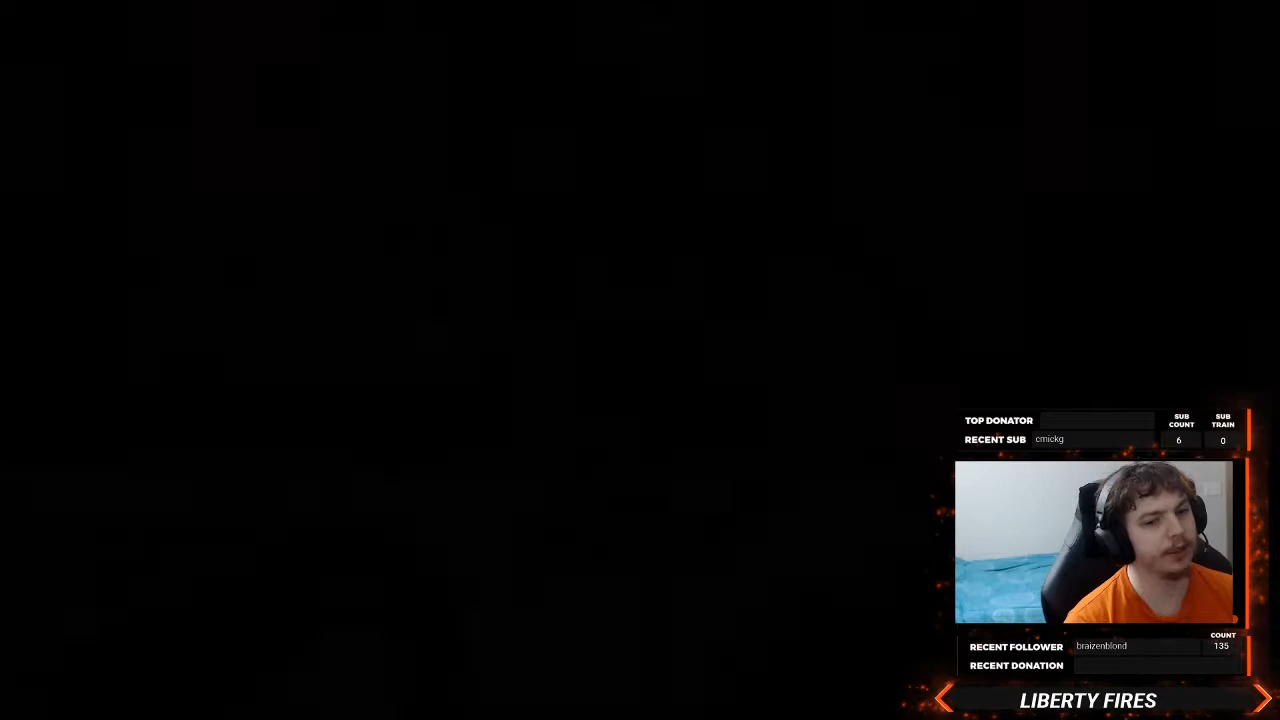 TOP DONATOR
SUB COUNT
SUB TRAIN
RECENT SUB cmickg 6 0
COUNT
RECENT FOLLOWER braizenblond 135
RECENT DONATION
LIBERTY FIRES